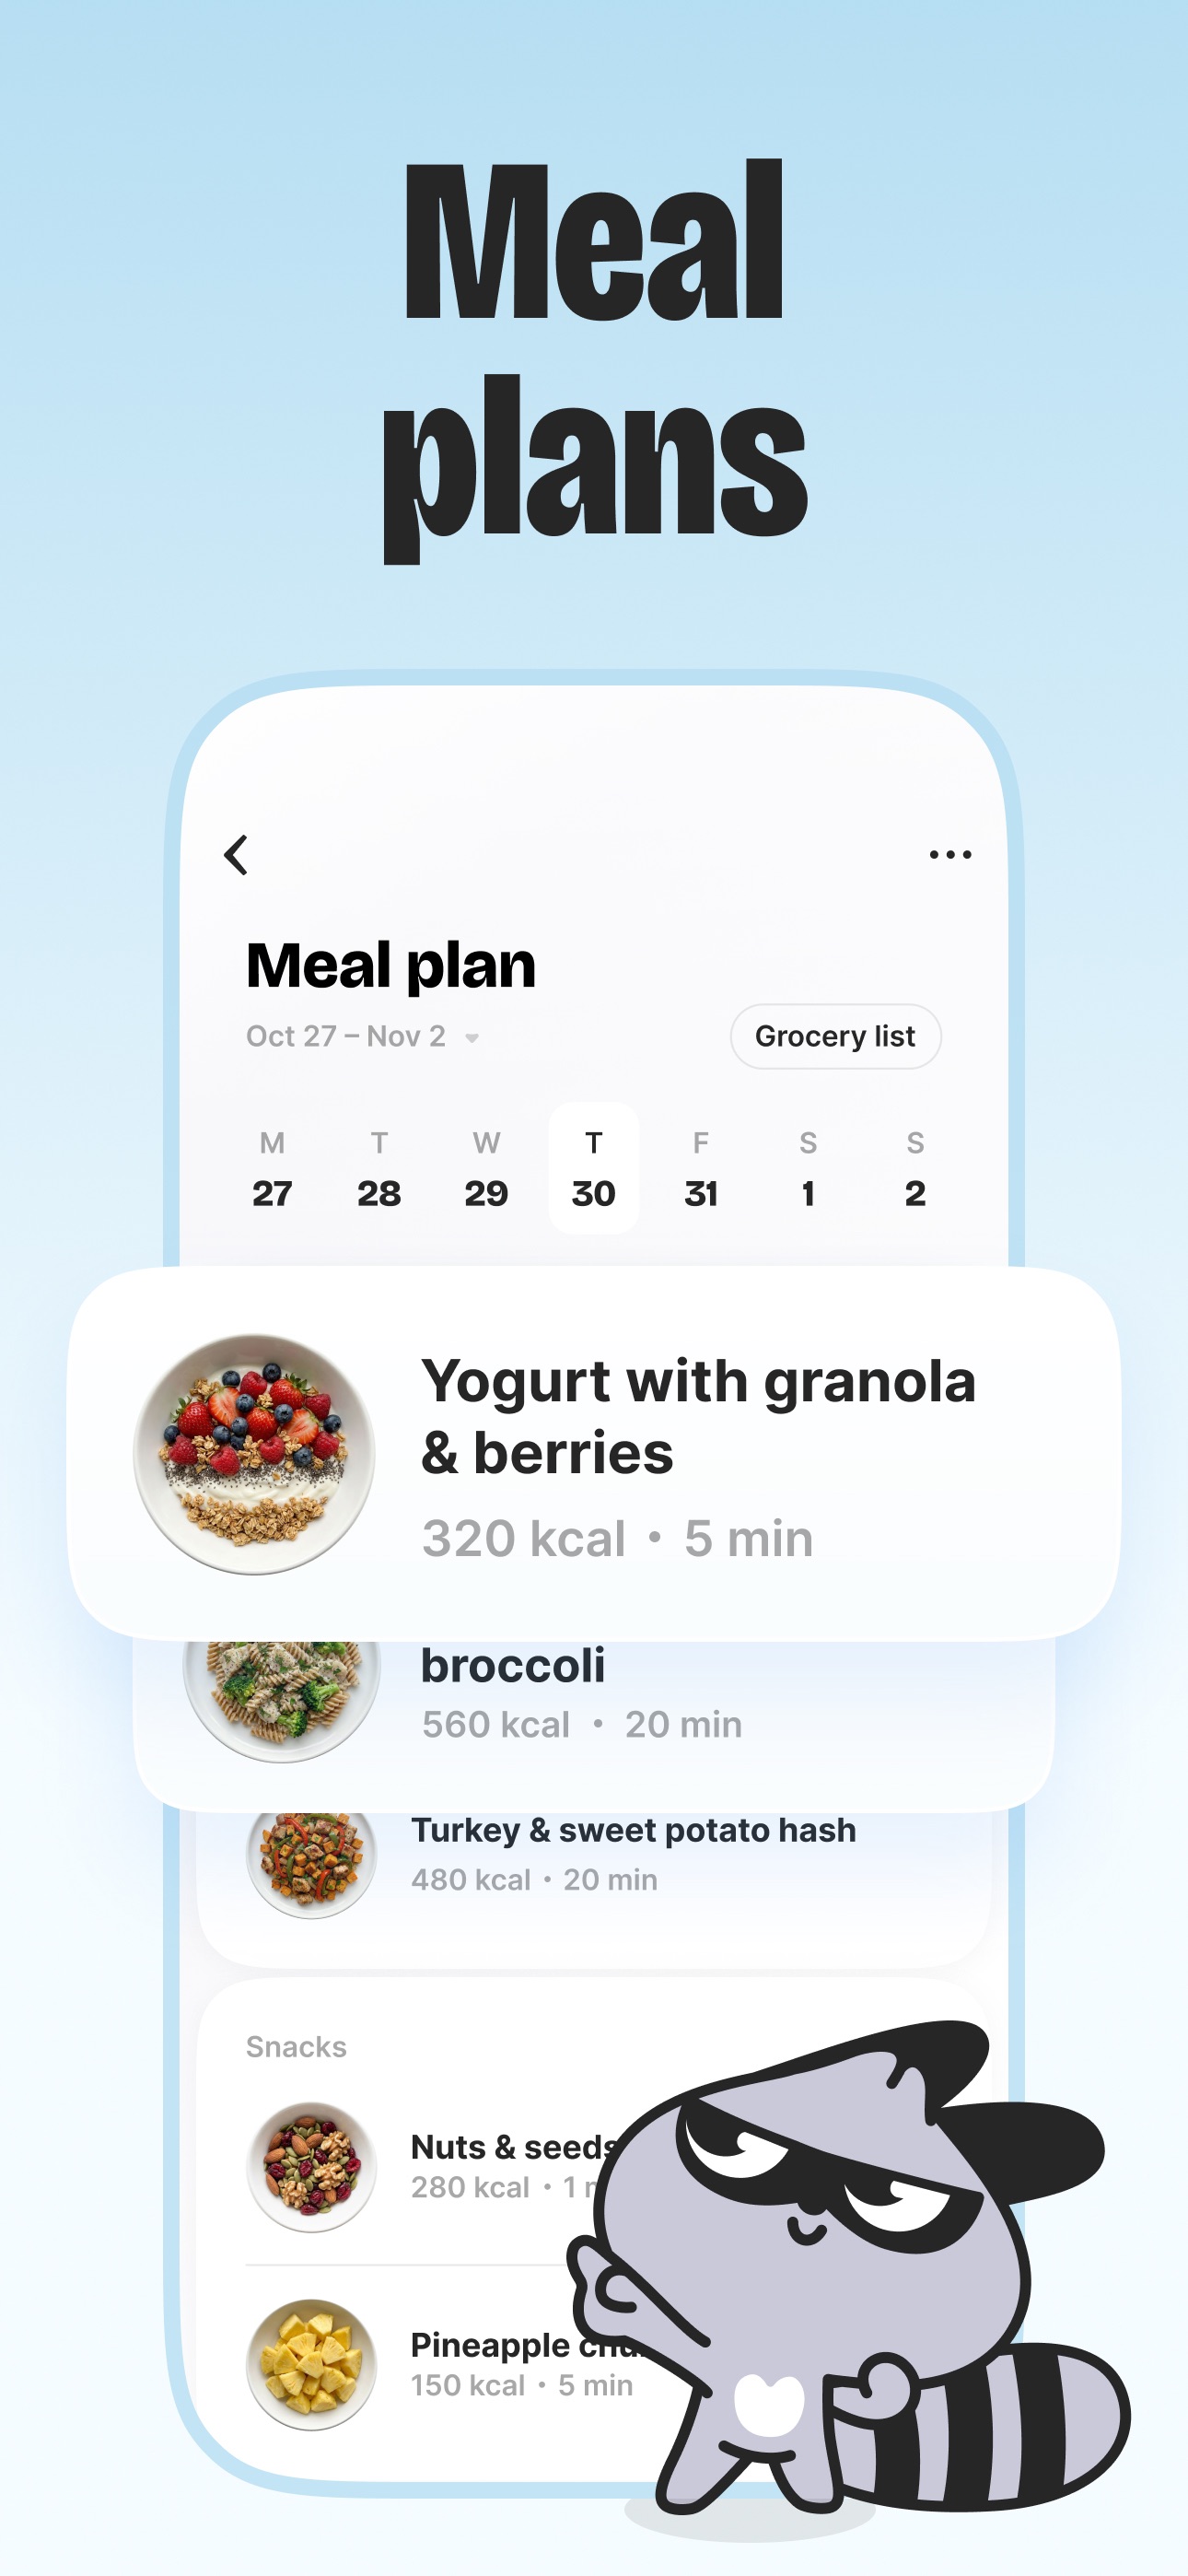 Meal
plans
Meal plan
Oct 27 – Nov 2
Grocery list
M T W T F S S
27 28 29 30 31 1 2
Yogurt with granola
& berries
320 kcal • 5 min
broccoli
560 kcal • 20 min
Turkey & sweet potato hash
480 kcal • 20 min
Snacks
Nuts & seeds
280 kcal • 1
Pineapple
150 kcal • 5 min